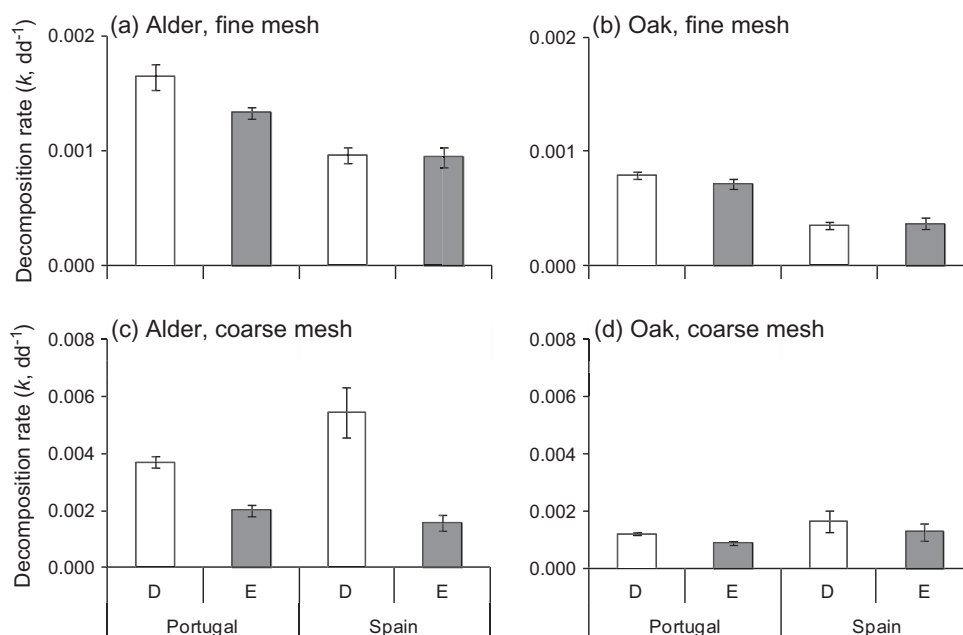 (a) Alder, fine mesh
(b) Oak, fine mesh
Decomposition rate (k, dd⁻¹)
0.002
0.001
0.000
0.002
0.001
0.000
(c) Alder, coarse mesh
(d) Oak, coarse mesh
Decomposition rate (k, dd⁻¹)
0.008
0.006
0.004
0.002
0.000
0.008
0.006
0.004
0.002
0.000
D E D E
D E D E
Portugal Spain
Portugal Spain